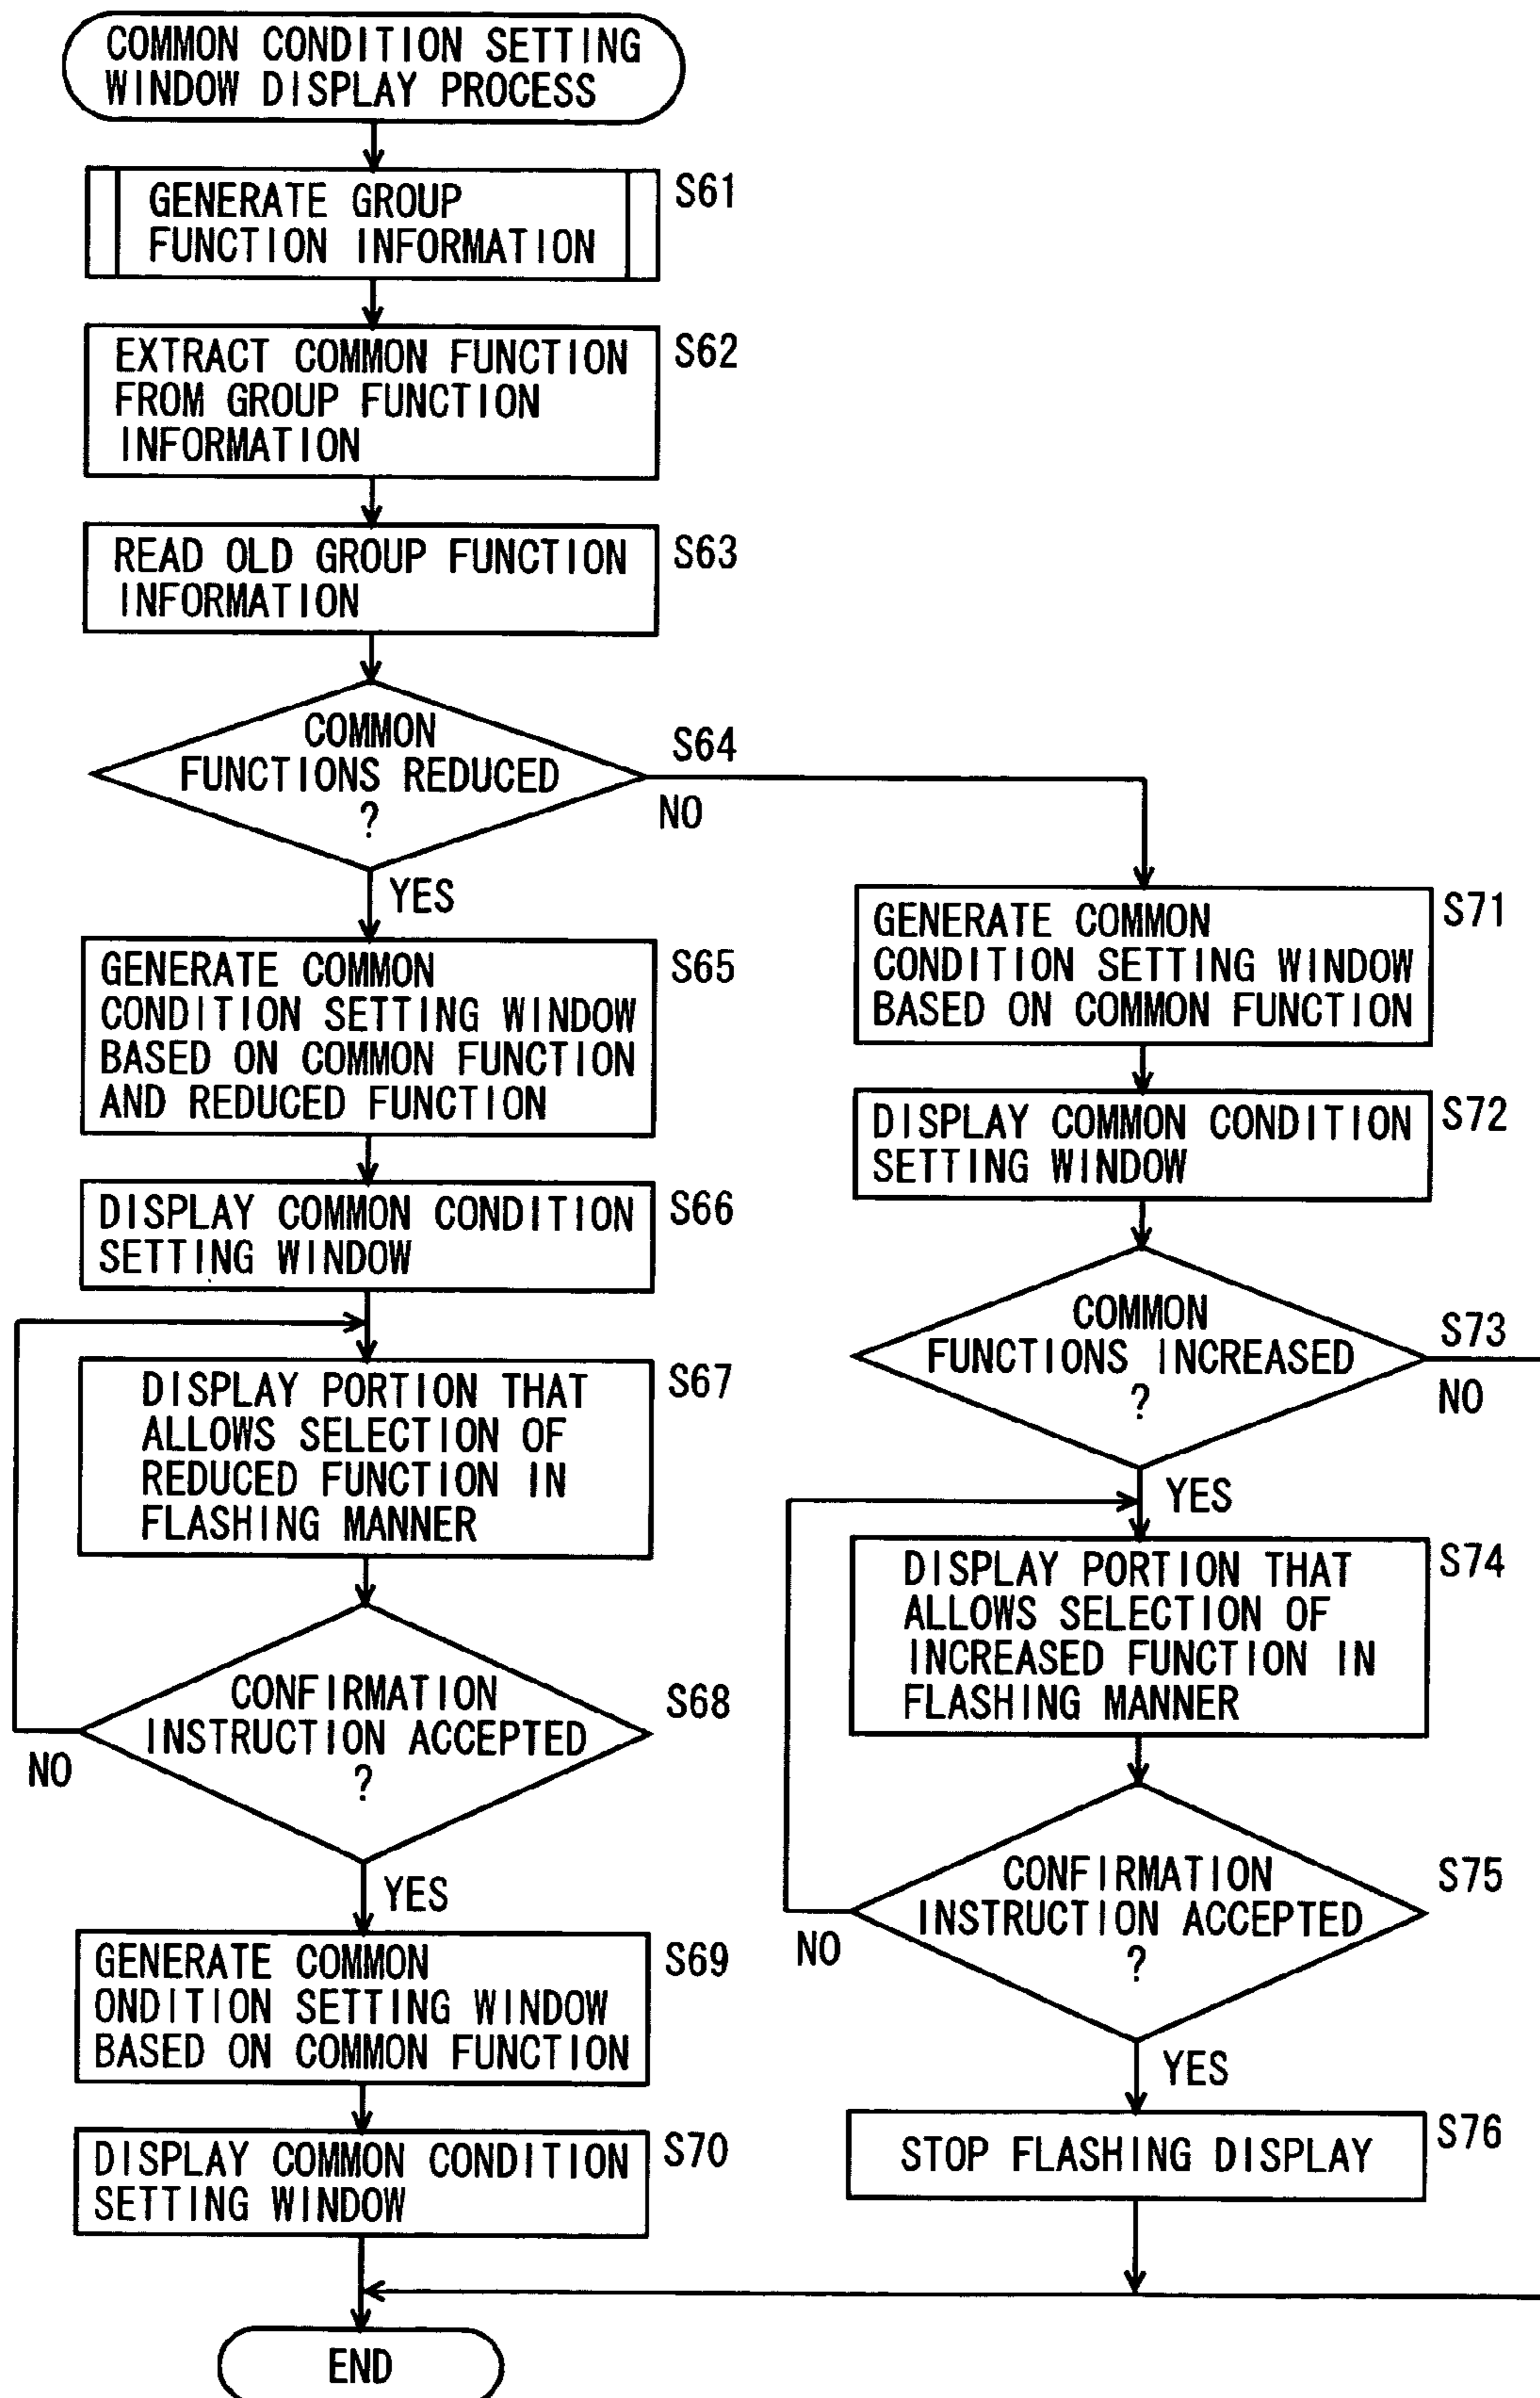 COMMON CONDITION SETTING
WINDOW DISPLAY PROCESS
GENERATE GROUP
FUNCTION INFORMATION
S61
EXTRACT COMMON FUNCTION
FROM GROUP FUNCTION
INFORMATION
S62
READ OLD GROUP FUNCTION
INFORMATION
S63
COMMON
FUNCTIONS REDUCED
?
S64
NO
YES
GENERATE COMMON
CONDITION SETTING WINDOW
BASED ON COMMON FUNCTION
AND REDUCED FUNCTION
S65
DISPLAY COMMON CONDITION
SETTING WINDOW
S66
DISPLAY PORTION THAT
ALLOWS SELECTION OF
REDUCED FUNCTION IN
FLASHING MANNER
S67
CONFIRMATION
INSTRUCTION ACCEPTED
?
S68
NO
YES
GENERATE COMMON
ONDITION SETTING WINDOW
BASED ON COMMON FUNCTION
S69
DISPLAY COMMON CONDITION
SETTING WINDOW
S70
END
GENERATE COMMON
CONDITION SETTING WINDOW
BASED ON COMMON FUNCTION
S71
DISPLAY COMMON CONDITION
SETTING WINDOW
S72
COMMON
FUNCTIONS INCREASED
?
S73
NO
YES
DISPLAY PORTION THAT
ALLOWS SELECTION OF
INCREASED FUNCTION IN
FLASHING MANNER
S74
CONFIRMATION
INSTRUCTION ACCEPTED
?
S75
NO
YES
STOP FLASHING DISPLAY
S76